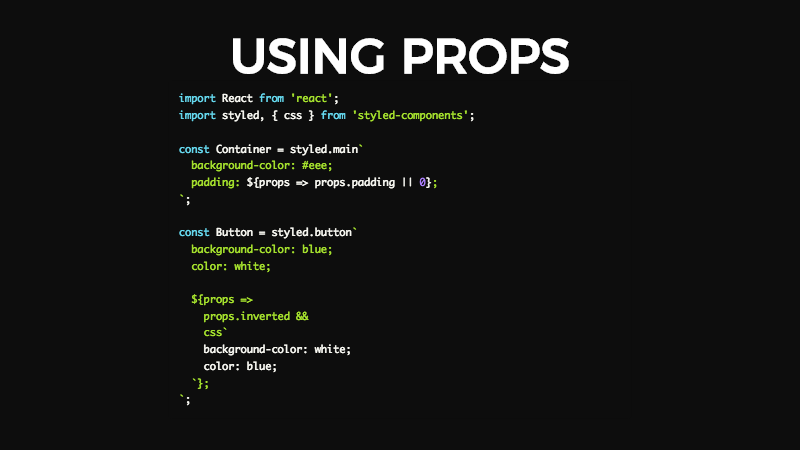 USING PROPS
import React from 'react';
import styled, { css } from 'styled-components';
const Container = styled.main`
background-color: #eee;
padding: ${props => props.padding || 0};
`;
const Button = styled.button`
background-color: blue;
color: white;
${props =>
props.inverted &&
css`
background-color: white;
color: blue;
`};
`;